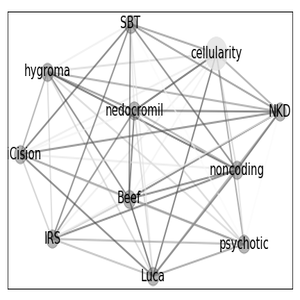 SBT
cellularity
hygroma
nedocromil
NKD
Cision
noncoding
Beef
IRS
psychotic
Luca